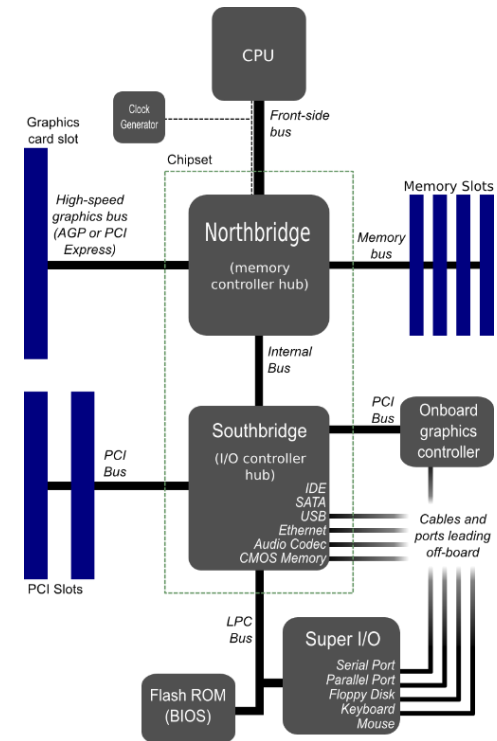 CPU
Clock
Generator
Front-side
bus
Graphics
card slot
Chipset
High-speed
graphics bus
(AGP or PCI
Express)
Northbridge
(memory
controller hub)
Memory
bus
Memory Slots
Internal
Bus
PCI
Bus
Southbridge
(I/O controller
hub)
IDE
SATA
USB
Ethernet
Audio Codec
CMOS Memory
PCI
Bus
Onboard
graphics
controller
Cables and
ports leading
off-board
PCI Slots
LPC
Bus
Super I/O
Serial Port
Parallel Port
Floppy Disk
Keyboard
Mouse
Flash ROM
(BIOS)